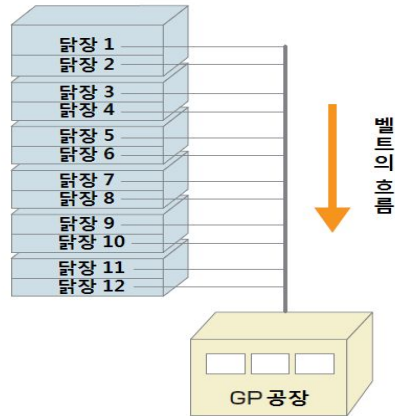 닭장 1
닭장 2
닭장 3
닭장 4
닭장 5
닭장 6
닭장 7
닭장 8
닭장 9
닭장 10
닭장 11
닭장 12
벨트의 흐름
GP 공장